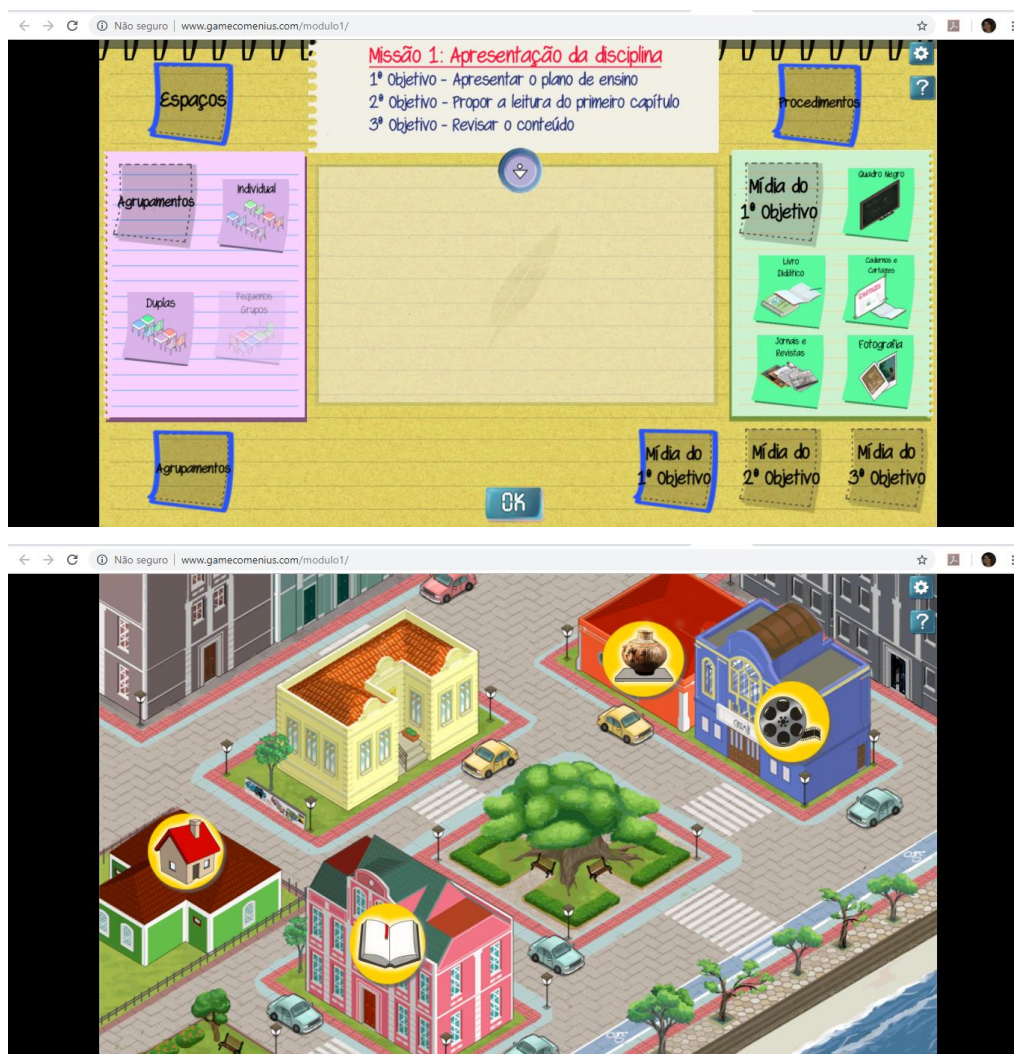 Não seguro | www.gamecomenius.com/modulo1/
Missão 1: Apresentação da disciplina
1º Objetivo - Apresentar o plano de ensino
2º Objetivo - Propor a leitura do primeiro capítulo
3º Objetivo - Revisar o conteúdo
Espaços
Procedimentos
?
Agrupamentos
Individual
Duplas
Pequenos
Grupos
Mídia do
1º Objetivo
Quadro Negro
Livro
Didático
Cadernos e
Cartazes
Jornais e
Revistas
Fotografia
Agrupamentos
OK
Mídia do
1º Objetivo
Mídia do
2º Objetivo
Mídia do
3º Objetivo
Não seguro | www.gamecomenius.com/modulo1/
?